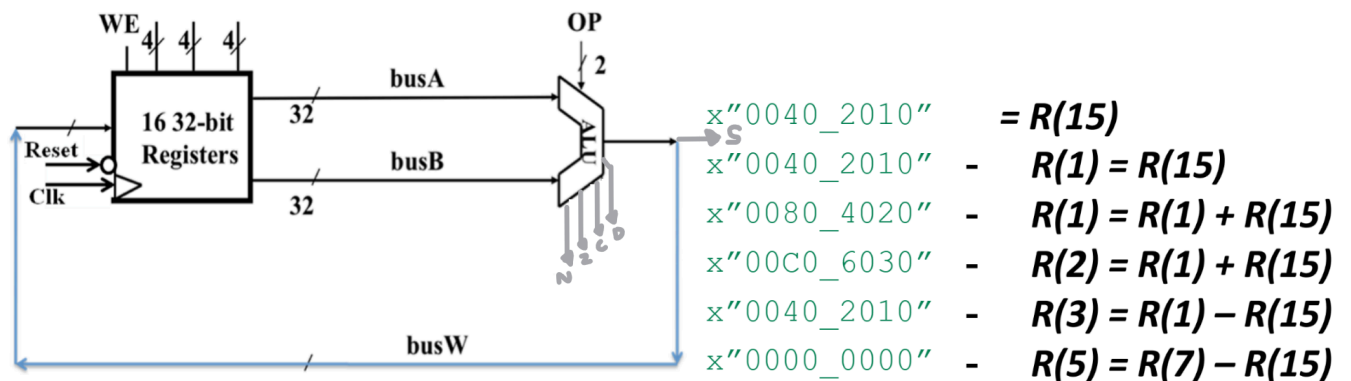 WE 4 4 4
OP
2
busA
32
16 32-bit
Registers
Reset
Clk
ALU
busB
32
N Z C
busW
S
x"0040_2010" = R(15)
x"0040_2010" - R(1) = R(15)
x"0080_4020" - R(1) = R(1) + R(15)
x"00C0_6030" - R(2) = R(1) + R(15)
x"0040_2010" - R(3) = R(1) – R(15)
x"0000_0000" - R(5) = R(7) – R(15)